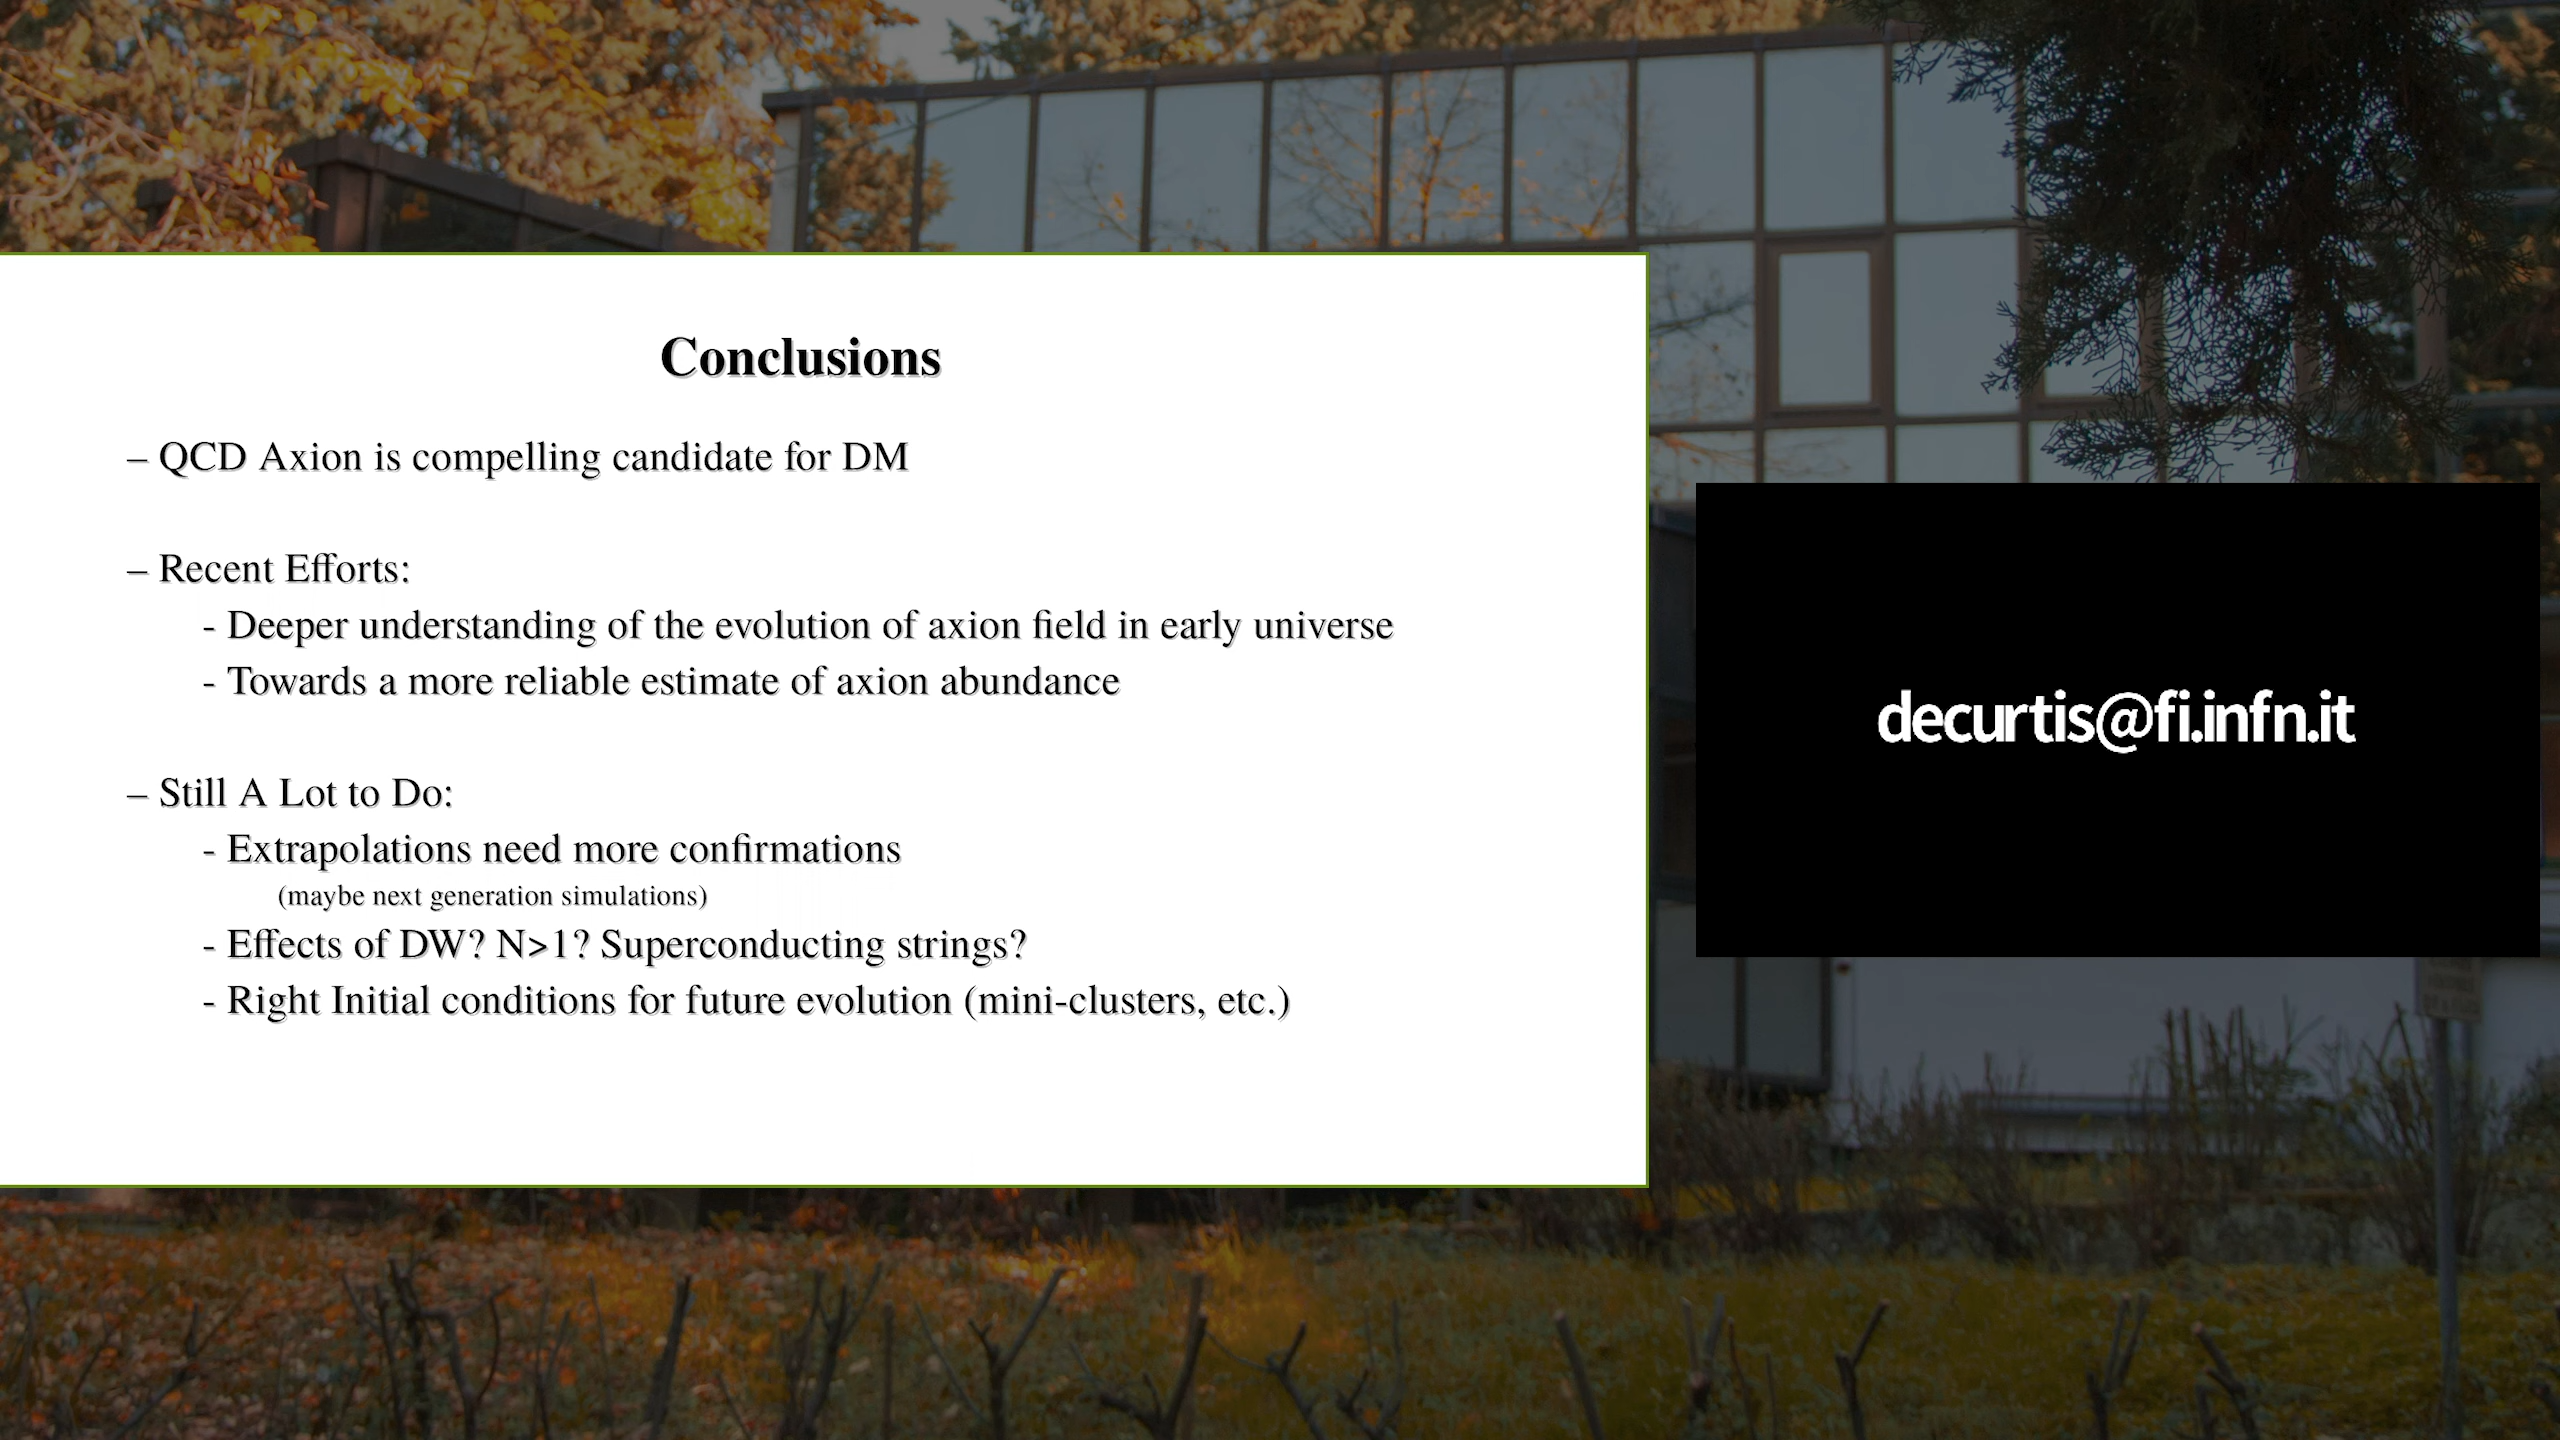 Conclusions
– QCD Axion is compelling candidate for DM
– Recent Efforts:
- Deeper understanding of the evolution of axion field in early universe
- Towards a more reliable estimate of axion abundance
– Still A Lot to Do:
- Extrapolations need more confirmations
(maybe next generation simulations)
- Effects of DW? N>1? Superconducting strings?
- Right Initial conditions for future evolution (mini-clusters, etc.)
decurtis@fi.infn.it